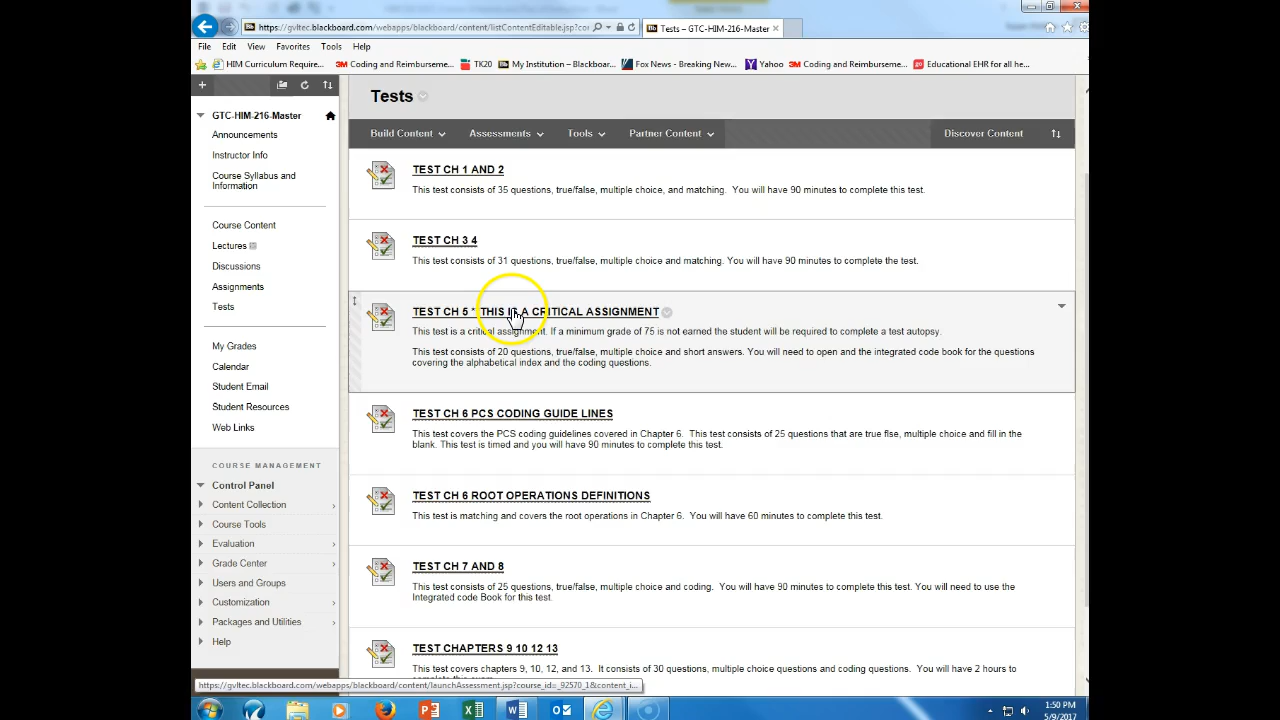 https://gvltec.blackboard.com/webapps/blackboard/content/listContentEditable.jsp?cor
Tests – GTC-HIM-216-Master
File Edit View Favorites Tools Help
HIM Curriculum Require...
3M Coding and Reimburseme...
TK20
My Institution – Blackboar...
Fox News - Breaking New...
Yahoo
3M Coding and Reimburseme...
Educational EHR for all he...
GTC-HIM-216-Master
Announcements
Instructor Info
Course Syllabus and
Information
Course Content
Lectures
Discussions
Assignments
Tests
My Grades
Calendar
Student Email
Student Resources
Web Links
COURSE MANAGEMENT
Control Panel
Content Collection
Course Tools
Evaluation
Grade Center
Users and Groups
Customization
Packages and Utilities
Help
Tests
Build Content Assessments Tools Partner Content Discover Content
TEST CH 1 AND 2
This test consists of 35 questions, true/false, multiple choice, and matching. You will have 90 minutes to complete this test.
TEST CH 3 4
This test consists of 31 questions, true/false, multiple choice and matching. You will have 90 minutes to complete the test.
TEST CH 5 * THIS IS A CRITICAL ASSIGNMENT
This test is a critical assignment. If a minimum grade of 75 is not earned the student will be required to complete a test autopsy.
This test consists of 20 questions, true/false, multiple choice and short answers. You will need to open and the integrated code book for the questions
covering the alphabetical index and the coding questions.
TEST CH 6 PCS CODING GUIDE LINES
This test covers the PCS coding guidelines covered in Chapter 6. This test consists of 25 questions that are true flse, multiple choice and fill in the
blank. This test is timed and you will have 90 minutes to complete this test.
TEST CH 6 ROOT OPERATIONS DEFINITIONS
This test is matching and covers the root operations in Chapter 6. You will have 60 minutes to complete this test.
TEST CH 7 AND 8
This test consists of 25 questions, true/false, multiple choice and coding. You will have 90 minutes to complete this test. You will need to use the
Integrated code Book for this test.
TEST CHAPTERS 9 10 12 13
This test covers chapters 9, 10, 12, and 13. It consists of 30 questions, multiple choice questions and coding questions. You will have 2 hours to
https://gvltec.blackboard.com/webapps/blackboard/content/launchAssessment.jsp?course_id=_92570_1&content_i...
1:50 PM
5/9/2017